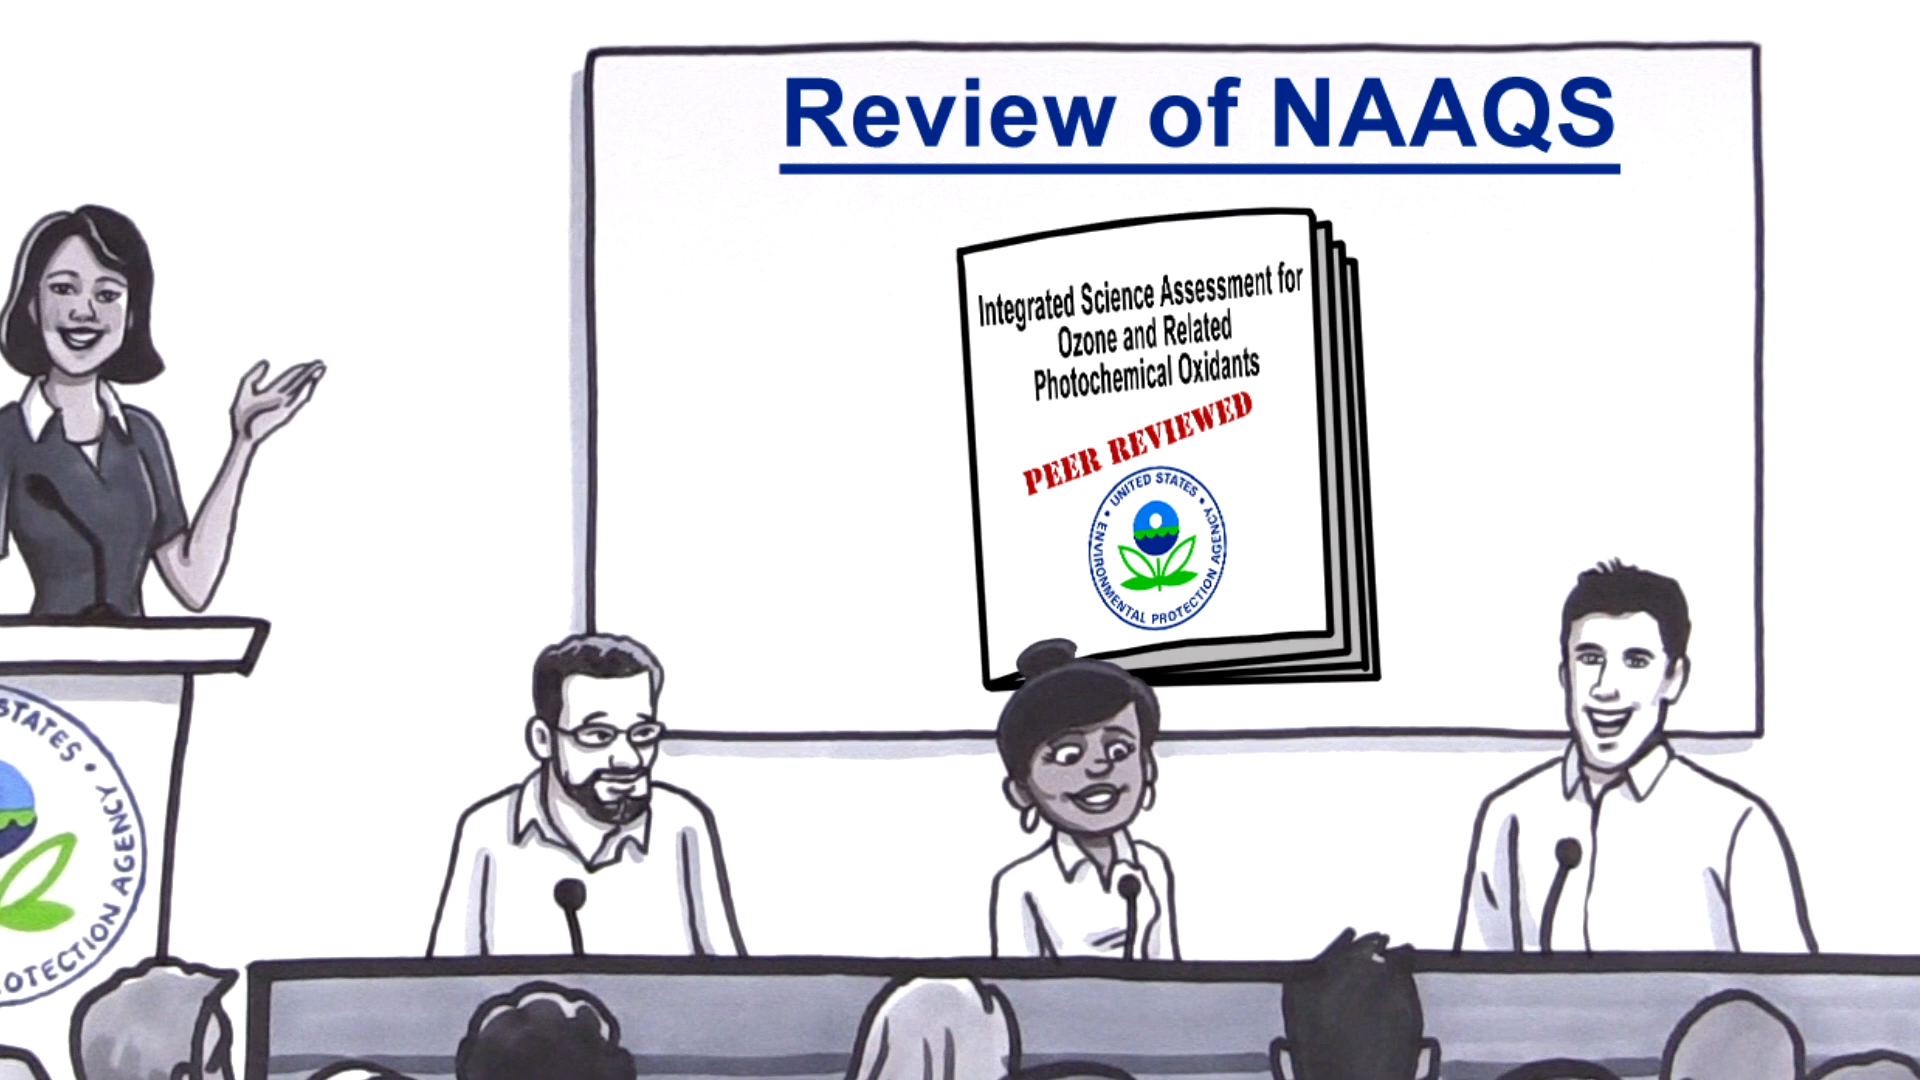 Review of NAAQS
Integrated Science Assessment for
Ozone and Related
Photochemical Oxidants
PEER REVIEWED
UNITED STATES
ENVIRONMENTAL PROTECTION AGENCY
STATES
AGENCY